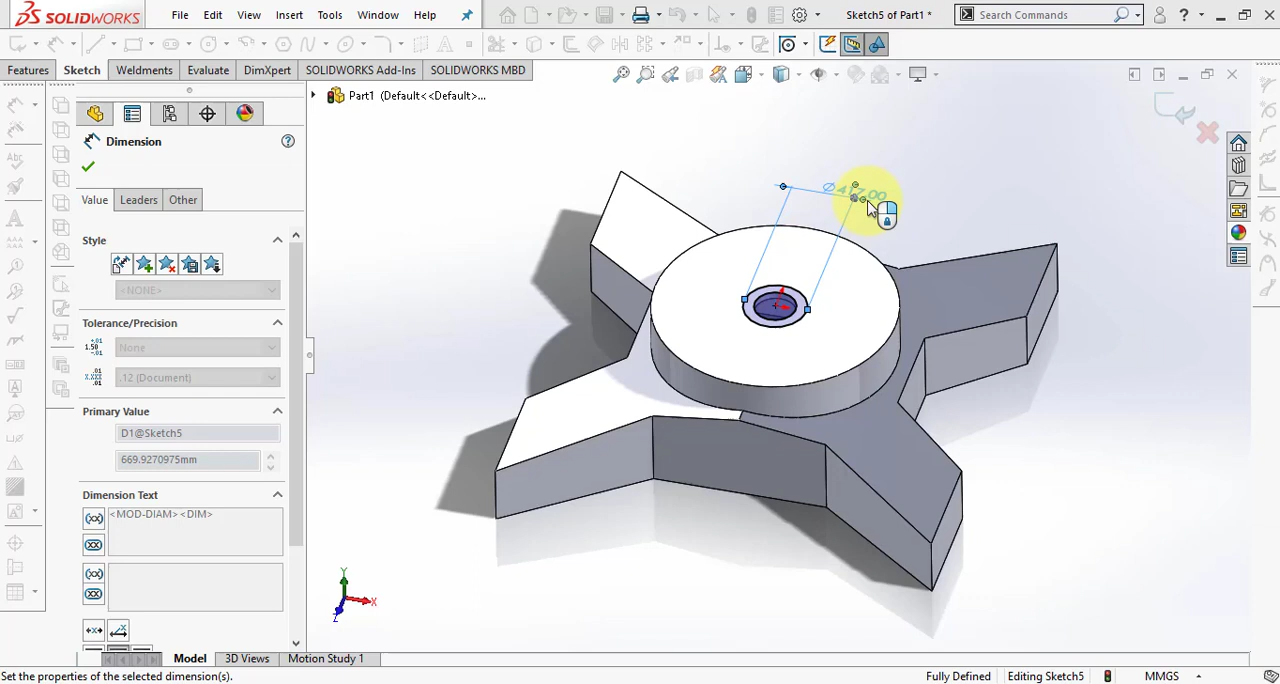 SOLIDWORKS File Edit View Insert Tools Window Help Sketch5 of Part1 * Search Commands ?
Features Sketch Weldments Evaluate DimXpert SOLIDWORKS Add-Ins SOLIDWORKS MBD
Part1 (Default<<Default>...
Dimension
Value Leaders Other
Style
<NONE>
Tolerance/Precision
None
.12 (Document)
Primary Value
D1@Sketch5
669.9270975mm
Dimension Text
<MOD-DIAM><DIM>
Y
X
Z
Model 3D Views Motion Study 1
Set the properties of the selected dimension(s). Fully Defined Editing Sketch5 MMGS